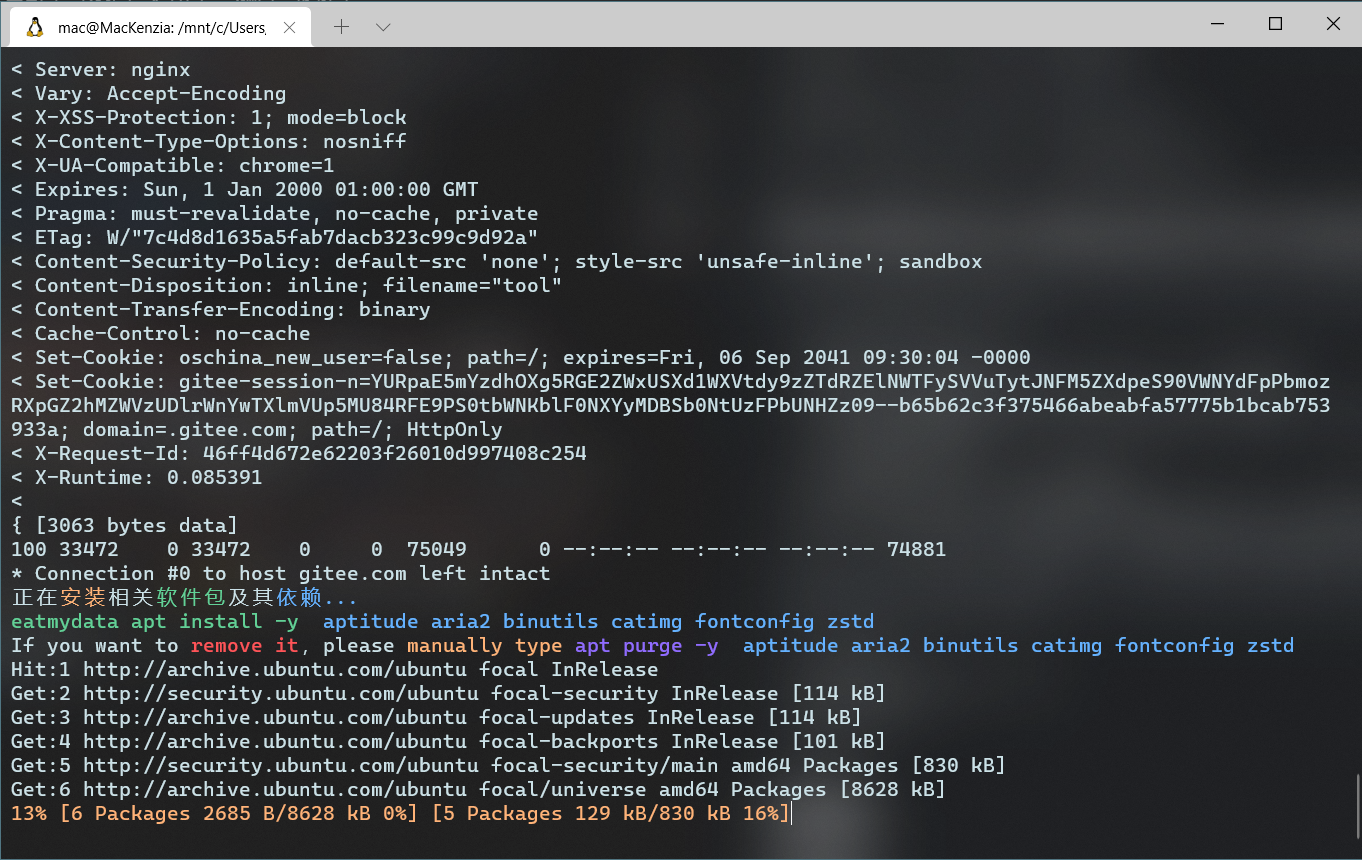 mac@MacKenzia: /mnt/c/Users,
< Server: nginx
< Vary: Accept-Encoding
< X-XSS-Protection: 1; mode=block
< X-Content-Type-Options: nosniff
< X-UA-Compatible: chrome=1
< Expires: Sun, 1 Jan 2000 01:00:00 GMT
< Pragma: must-revalidate, no-cache, private
< ETag: W/"7c4d8d1635a5fab7dacb323c99c9d92a"
< Content-Security-Policy: default-src 'none'; style-src 'unsafe-inline'; sandbox
< Content-Disposition: inline; filename="tool"
< Content-Transfer-Encoding: binary
< Cache-Control: no-cache
< Set-Cookie: oschina_new_user=false; path=/; expires=Fri, 06 Sep 2041 09:30:04 -0000
< Set-Cookie: gitee-session-n=YURpaE5mYzdhOXg5RGE2ZWxUSXd1WXVtdy9zZTdRZElNWTFySVVuTytJNFM5ZXdpeS90VWNYdFpPbmoz
RXpGZ2hMZWVzUDlrWnYwTXlmVUp5MU84RFE9PS0tbWNKblF0NXYyMDBSb0NtUzFPbUNHZz09--b65b62c3f375466abeabfa57775b1bcab753
933a; domain=.gitee.com; path=/; HttpOnly
< X-Request-Id: 46ff4d672e62203f26010d997408c254
< X-Runtime: 0.085391
<
{ [3063 bytes data]
100 33472    0 33472    0     0  75049      0 --:--:-- --:--:-- --:--:-- 74881
* Connection #0 to host gitee.com left intact
正在安装相关软件包及其依赖...
eatmydata apt install -y  aptitude aria2 binutils catimg fontconfig zstd
If you want to remove it, please manually type apt purge -y  aptitude aria2 binutils catimg fontconfig zstd
Hit:1 http://archive.ubuntu.com/ubuntu focal InRelease
Get:2 http://security.ubuntu.com/ubuntu focal-security InRelease [114 kB]
Get:3 http://archive.ubuntu.com/ubuntu focal-updates InRelease [114 kB]
Get:4 http://archive.ubuntu.com/ubuntu focal-backports InRelease [101 kB]
Get:5 http://security.ubuntu.com/ubuntu focal-security/main amd64 Packages [830 kB]
Get:6 http://archive.ubuntu.com/ubuntu focal/universe amd64 Packages [8628 kB]
13% [6 Packages 2685 B/8628 kB 0%] [5 Packages 129 kB/830 kB 16%]